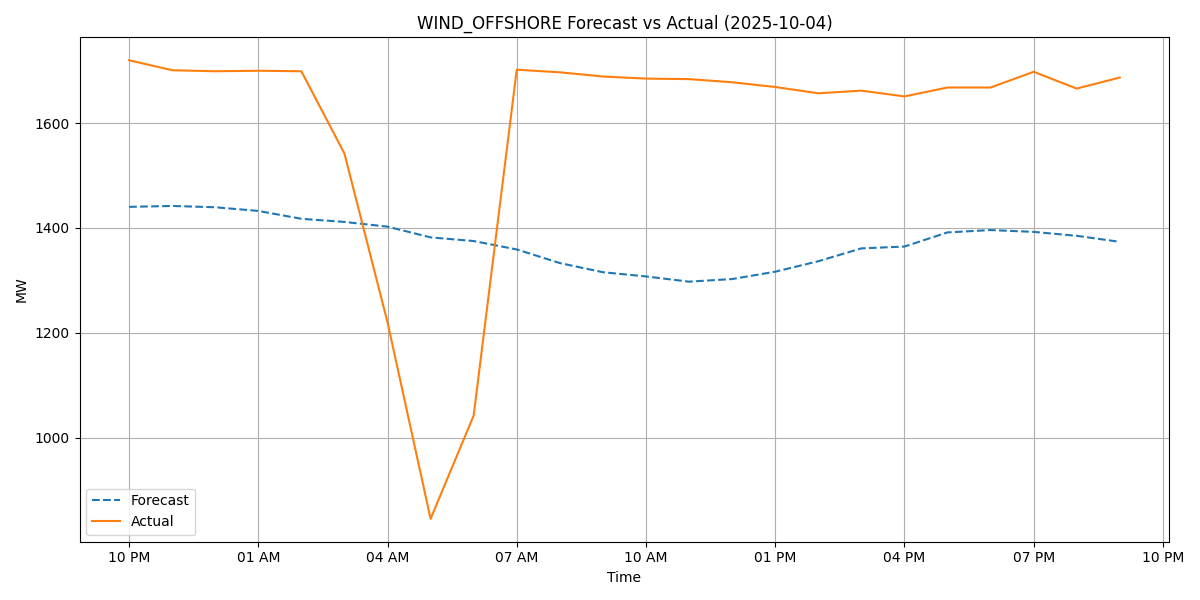 WIND_OFFSHORE Forecast vs Actual (2025-10-04)
MW
1600
1400
1200
1000
Forecast
Actual
10 PM 01 AM 04 AM 07 AM 10 AM 01 PM 04 PM 07 PM 10 PM
Time